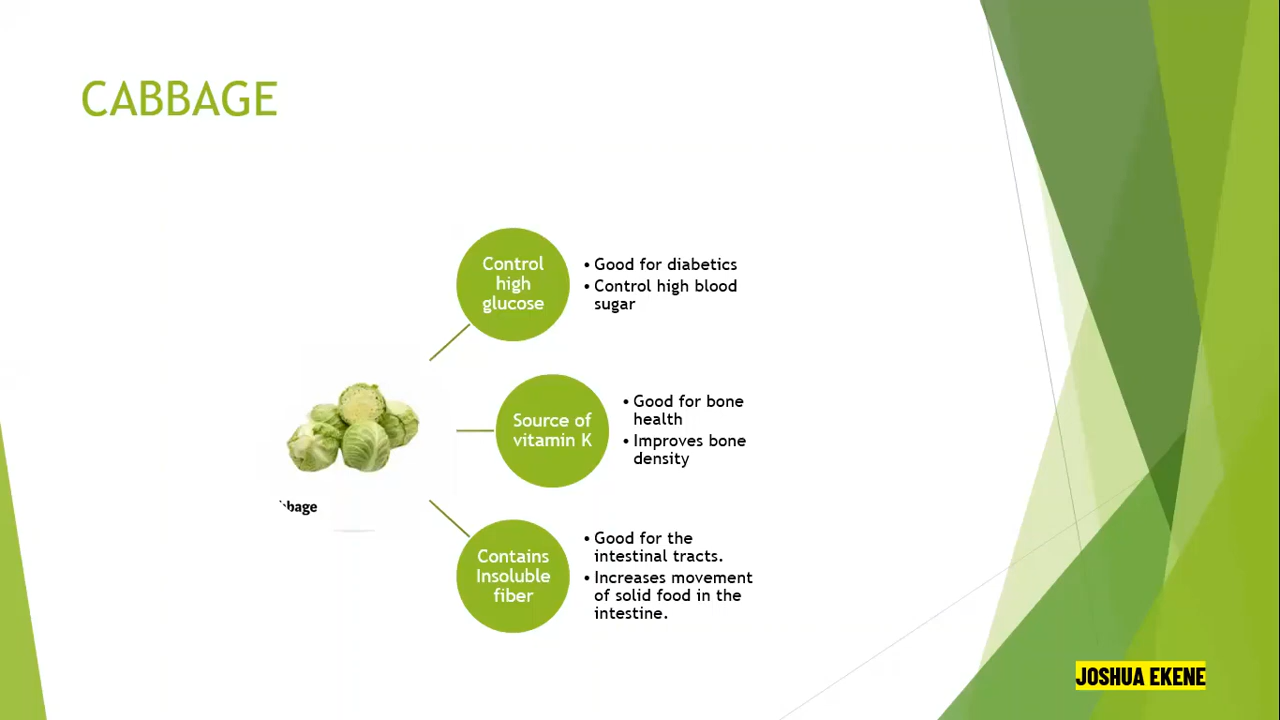 CABBAGE
Control
high
glucose
• Good for diabetics
• Control high blood
sugar
Source of
vitamin K
• Good for bone
health
• Improves bone
density
bbage
Contains
Insoluble
fiber
• Good for the
intestinal tracts.
• Increases movement
of solid food in the
intestine.
JOSHUA EKENE